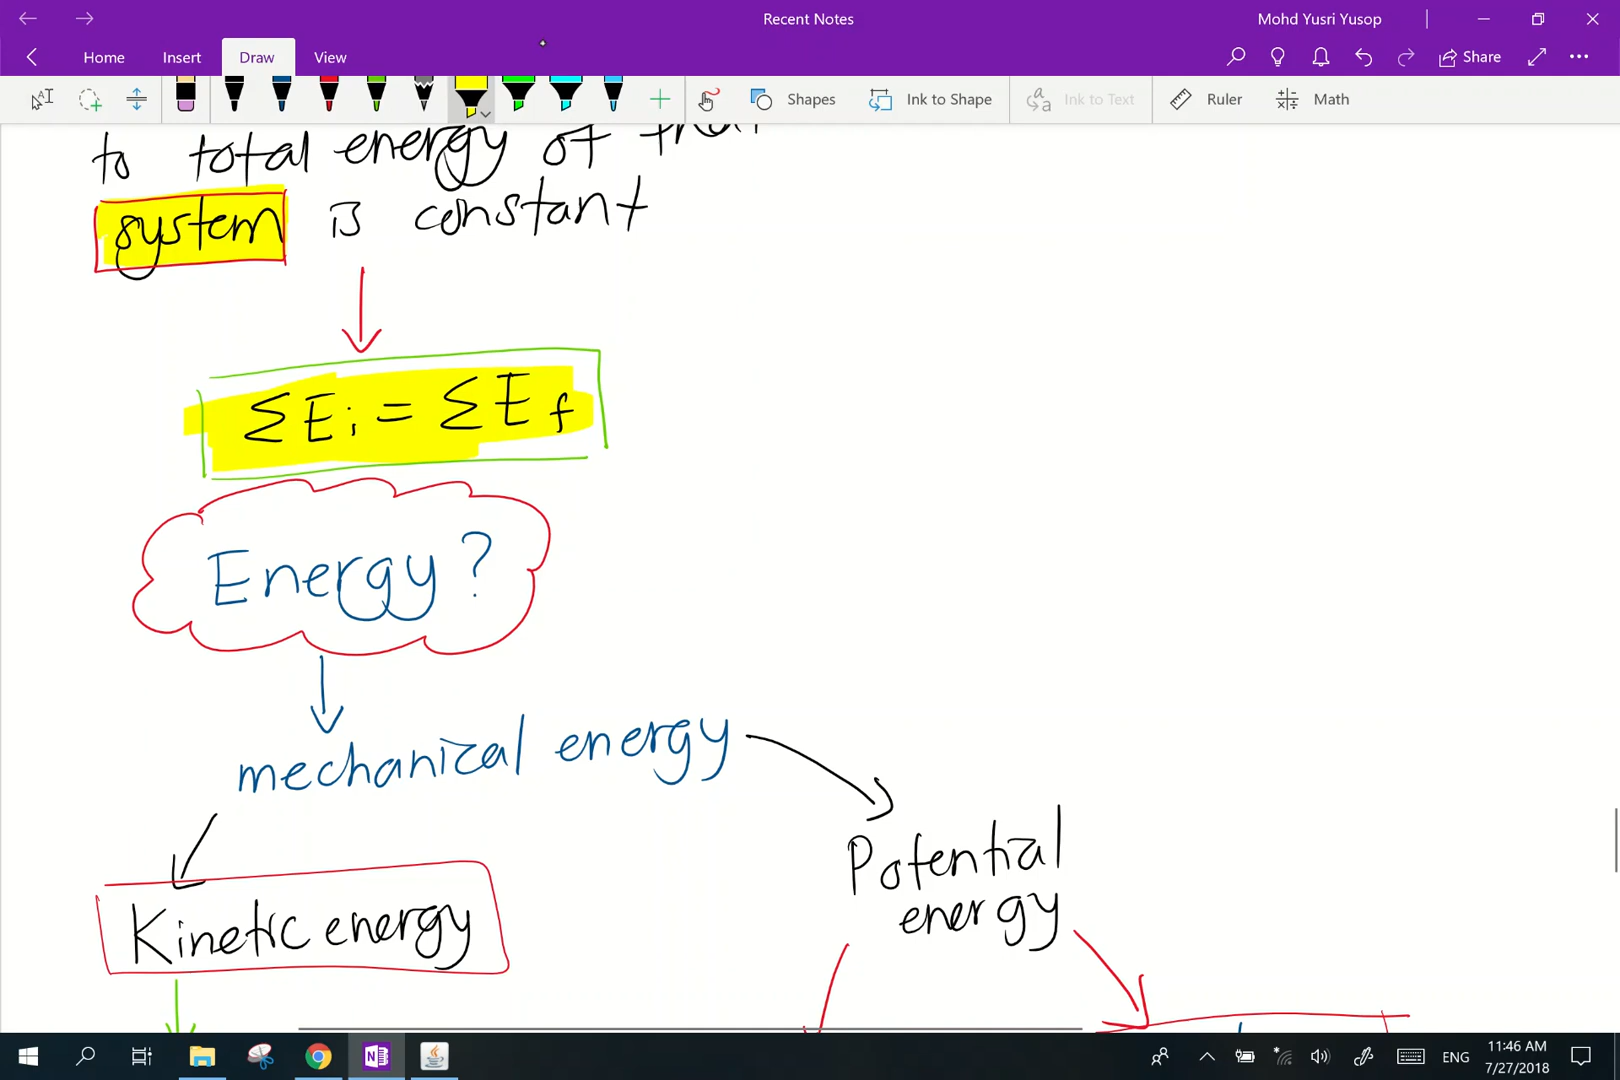 Recent Notes
Mohd Yusri Yusop
Home Insert Draw View
Share
Shapes Ink to Shape Ink to Text Ruler Math
to total energy of that
system is constant
ΣEi = ΣEf
Energy?
mechanical energy
Potential
energy
Kinetic energy
ENG
11:46 AM
7/27/2018